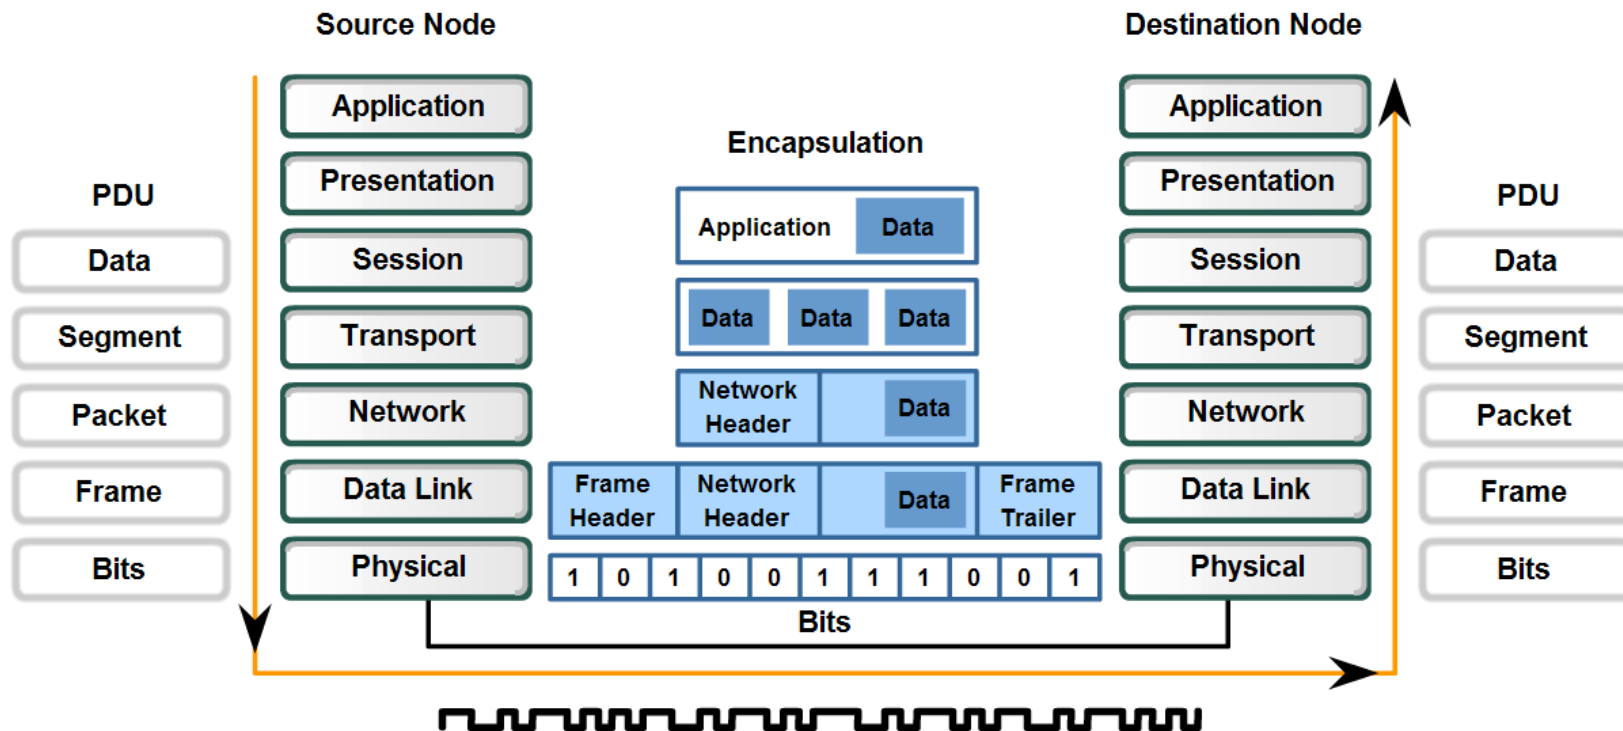 Source Node
Destination Node
Application
Presentation
Session
Transport
Network
Data Link
Physical
PDU
Data
Segment
Packet
Frame
Bits
Encapsulation
Application Data
Data Data Data
Network
Header
Data
Frame
Header
Network
Header
Data
Frame
Trailer
1 0 1 0 0 1 1 1 0 0 1
Bits
Application
Presentation
Session
Transport
Network
Data Link
Physical
PDU
Data
Segment
Packet
Frame
Bits